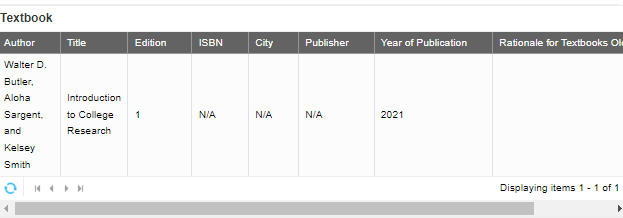 Textbook
Author Title Edition ISBN City Publisher Year of Publication Rationale for Textbooks Ol
Walter D.
Butler,
Aloha
Sargent,
and
Kelsey
Smith
Introduction
to College
Research
1
N/A
N/A
N/A
2021
Displaying items 1 - 1 of 1